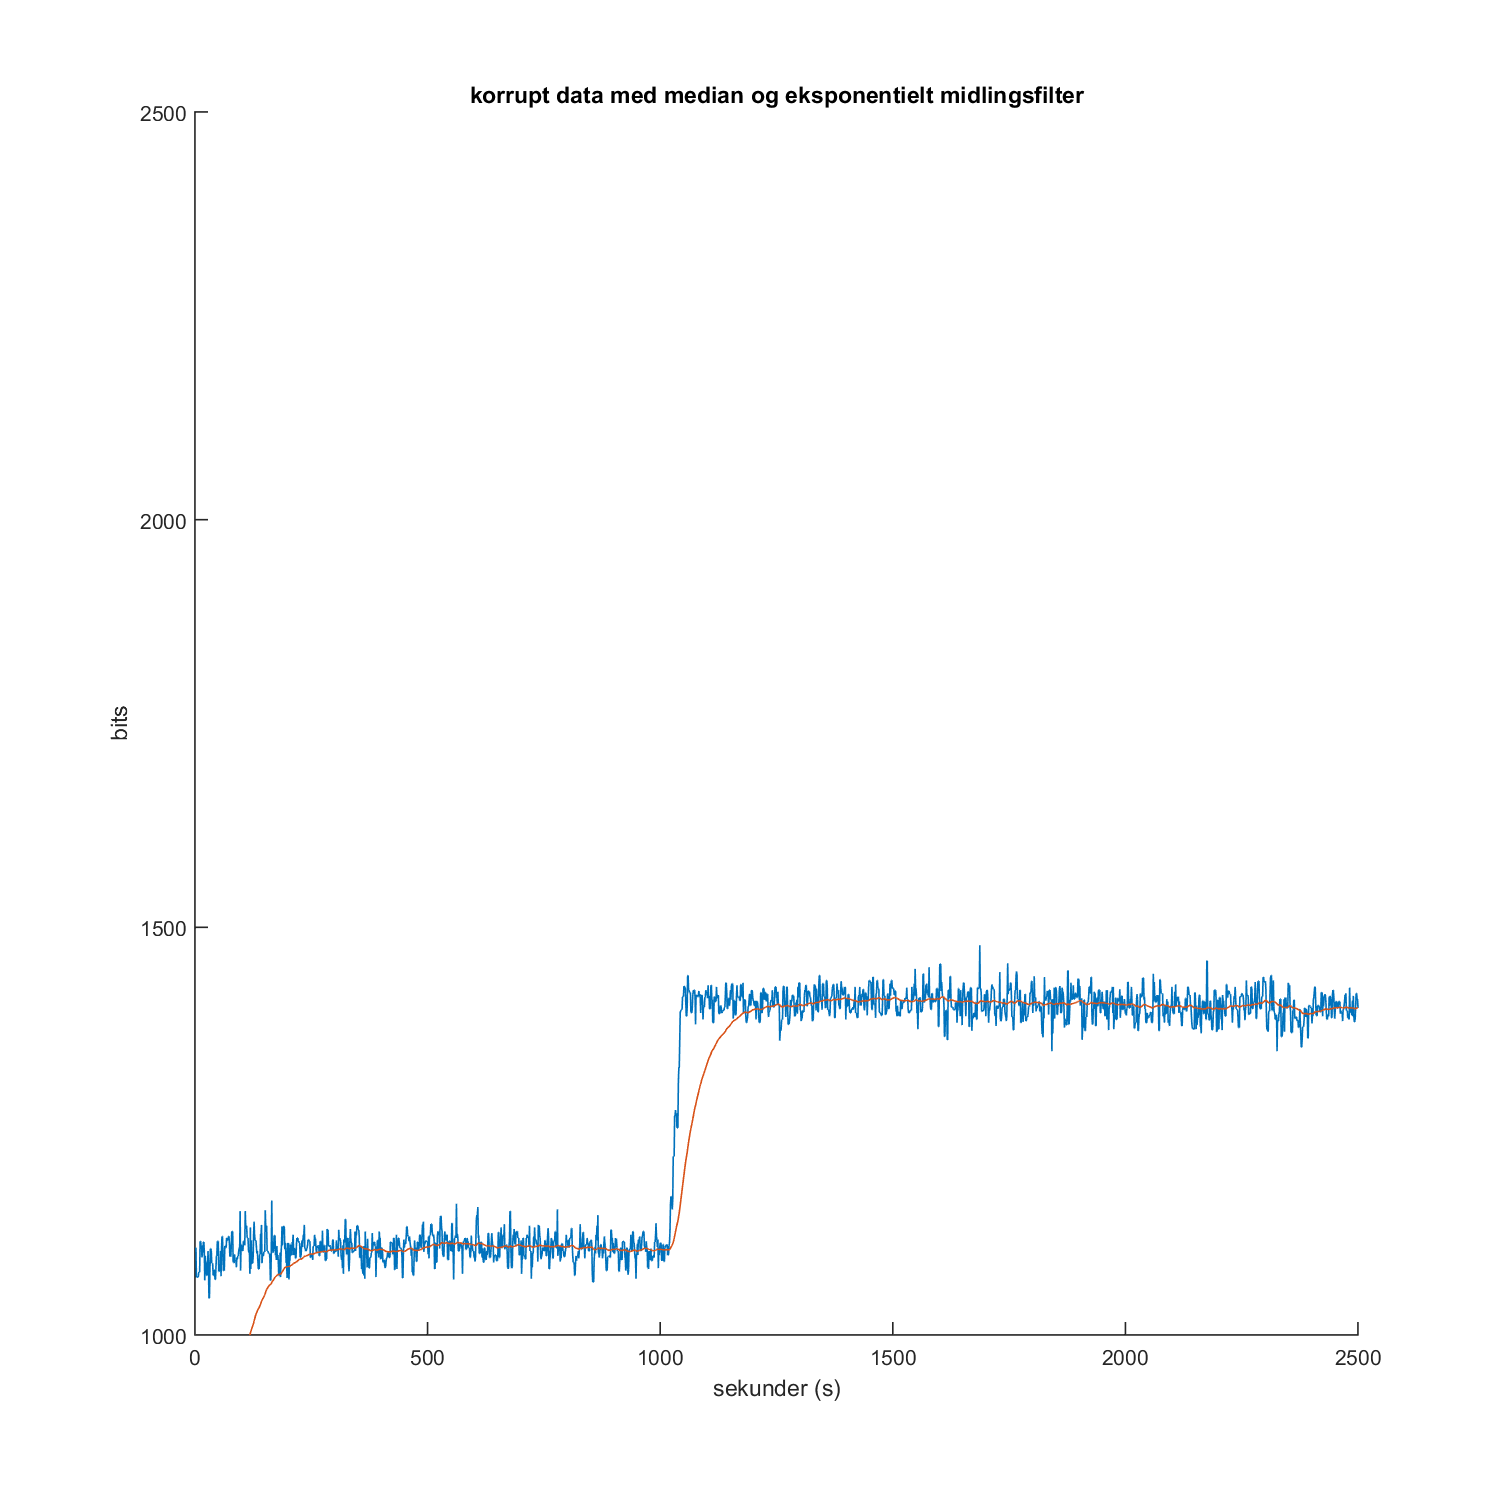 korrupt data med median og eksponentielt midlingsfilter
2500
2000
1500
1000
bits
0 500 1000 1500 2000 2500
sekunder (s)